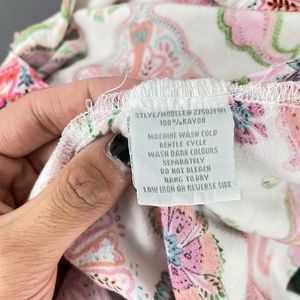 STYLE/MODELE# 27502FWT
100% RAYON
MACHINE WASH COLD
GENTLE CYCLE
WASH DARK COLOURS
SEPARATELY
DO NOT BLEACH
HANG TO DRY
LOW IRON ON REVERSE SIDE